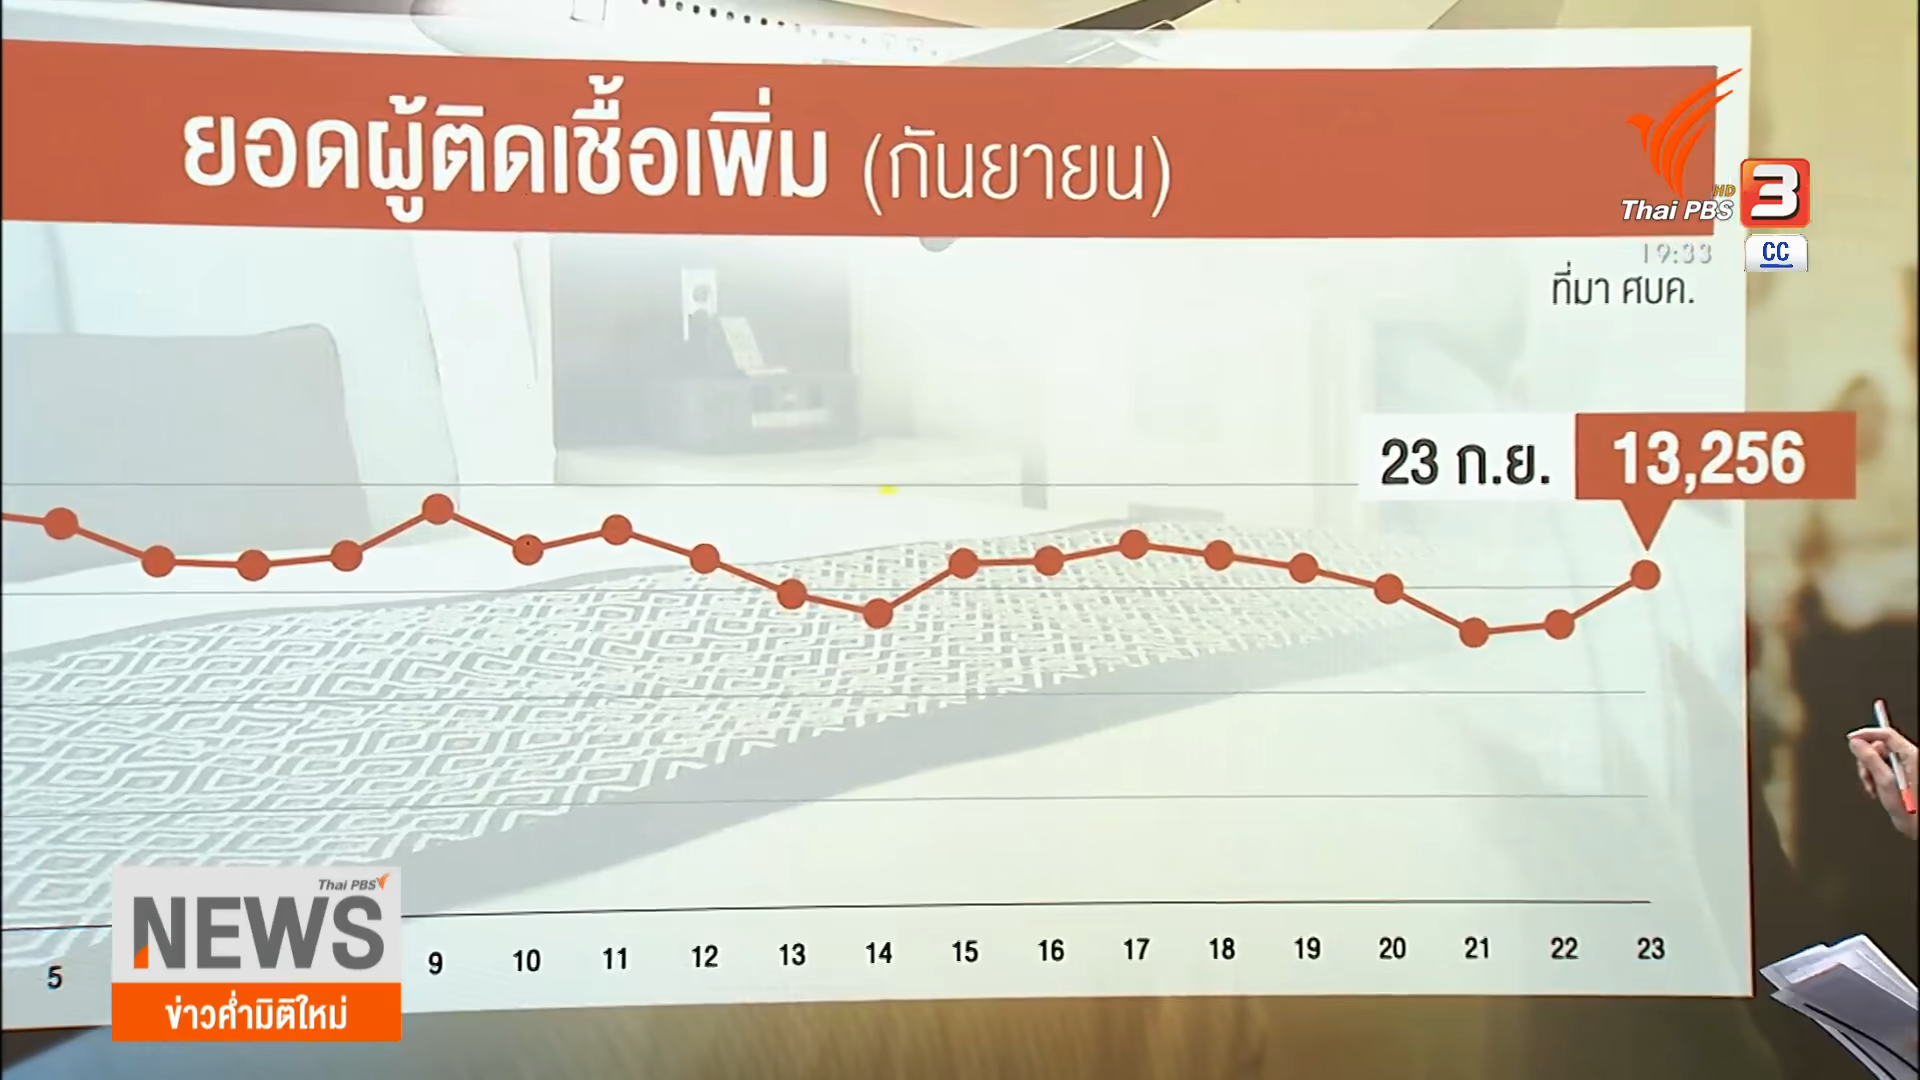 ยอดผู้ติดเชื้อเพิ่ม (กันยายน)
Thai PBS HD 3
19:33
CC
ที่มา ศบค.
23 ก.ย. 13,256
5 9 10 11 12 13 14 15 16 17 18 19 20 21 22 23
Thai PBS
NEWS
ข่าวค่ำมิติใหม่